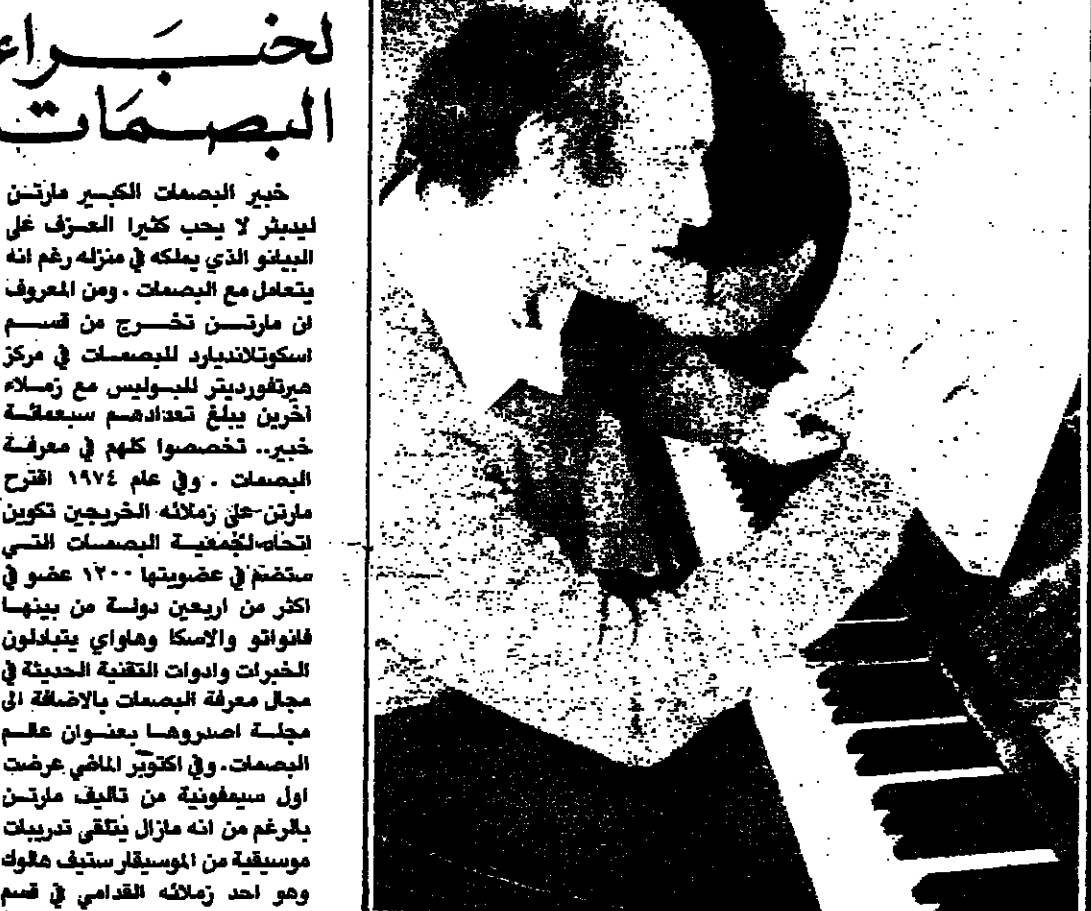 لخبراء
البصمات
خبير البصمات الكبير مارتن
ليديثر لا يحب كثيرا العزف على
البيانو الذي يملكه في منزله رغم انه
يتعامل مع البصمات . ومن المعروف
ان مارتن تخرج من قسم
اسكوتلانديارد للبصمات في مركز
هيرتفورديتر للبوليس مع زملاء
آخرين يبلغ تعدادهم سبعمائة
خبير.. تخصصوا كلهم في معرفة
البصمات . وفي عام ١٩٧٤ اقترح
مارتن على زملائه الخريجين تكوين
اتحاد لجمعية البصمات التي
ستضم في عضويتها ١٢٠٠ عضو في
اكثر من اربعين دولة من بينها
فانواتو والاسكا وهاواي يتبادلون
الخبرات وادوات التقنية الحديثة في
مجال معرفة البصمات بالاضافة الى
مجلة اصدروها بعنوان عالم
البصمات. وفي اكتوبر الماضي عرضت
اول سيمفونية من تاليف مارتن
بالرغم من انه مازال يتلقى تدريبات
موسيقية من الموسيقار ستيف هالوك
وهو احد زملائه القدامى في قسم